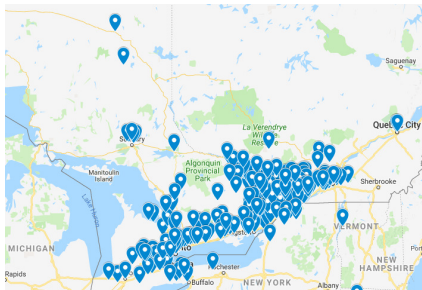 Saguenay
La Verendrye
Wildlife
Quebec City
Sudbury
Algonquin
Provincial
Park
Manitoulin
Island
Sherbrooke
Lake Huron
VERMONT
MICHIGAN
Rochester
NEW
HAMPSHIRE
Rapids
Buffalo
NEW YORK
Albany